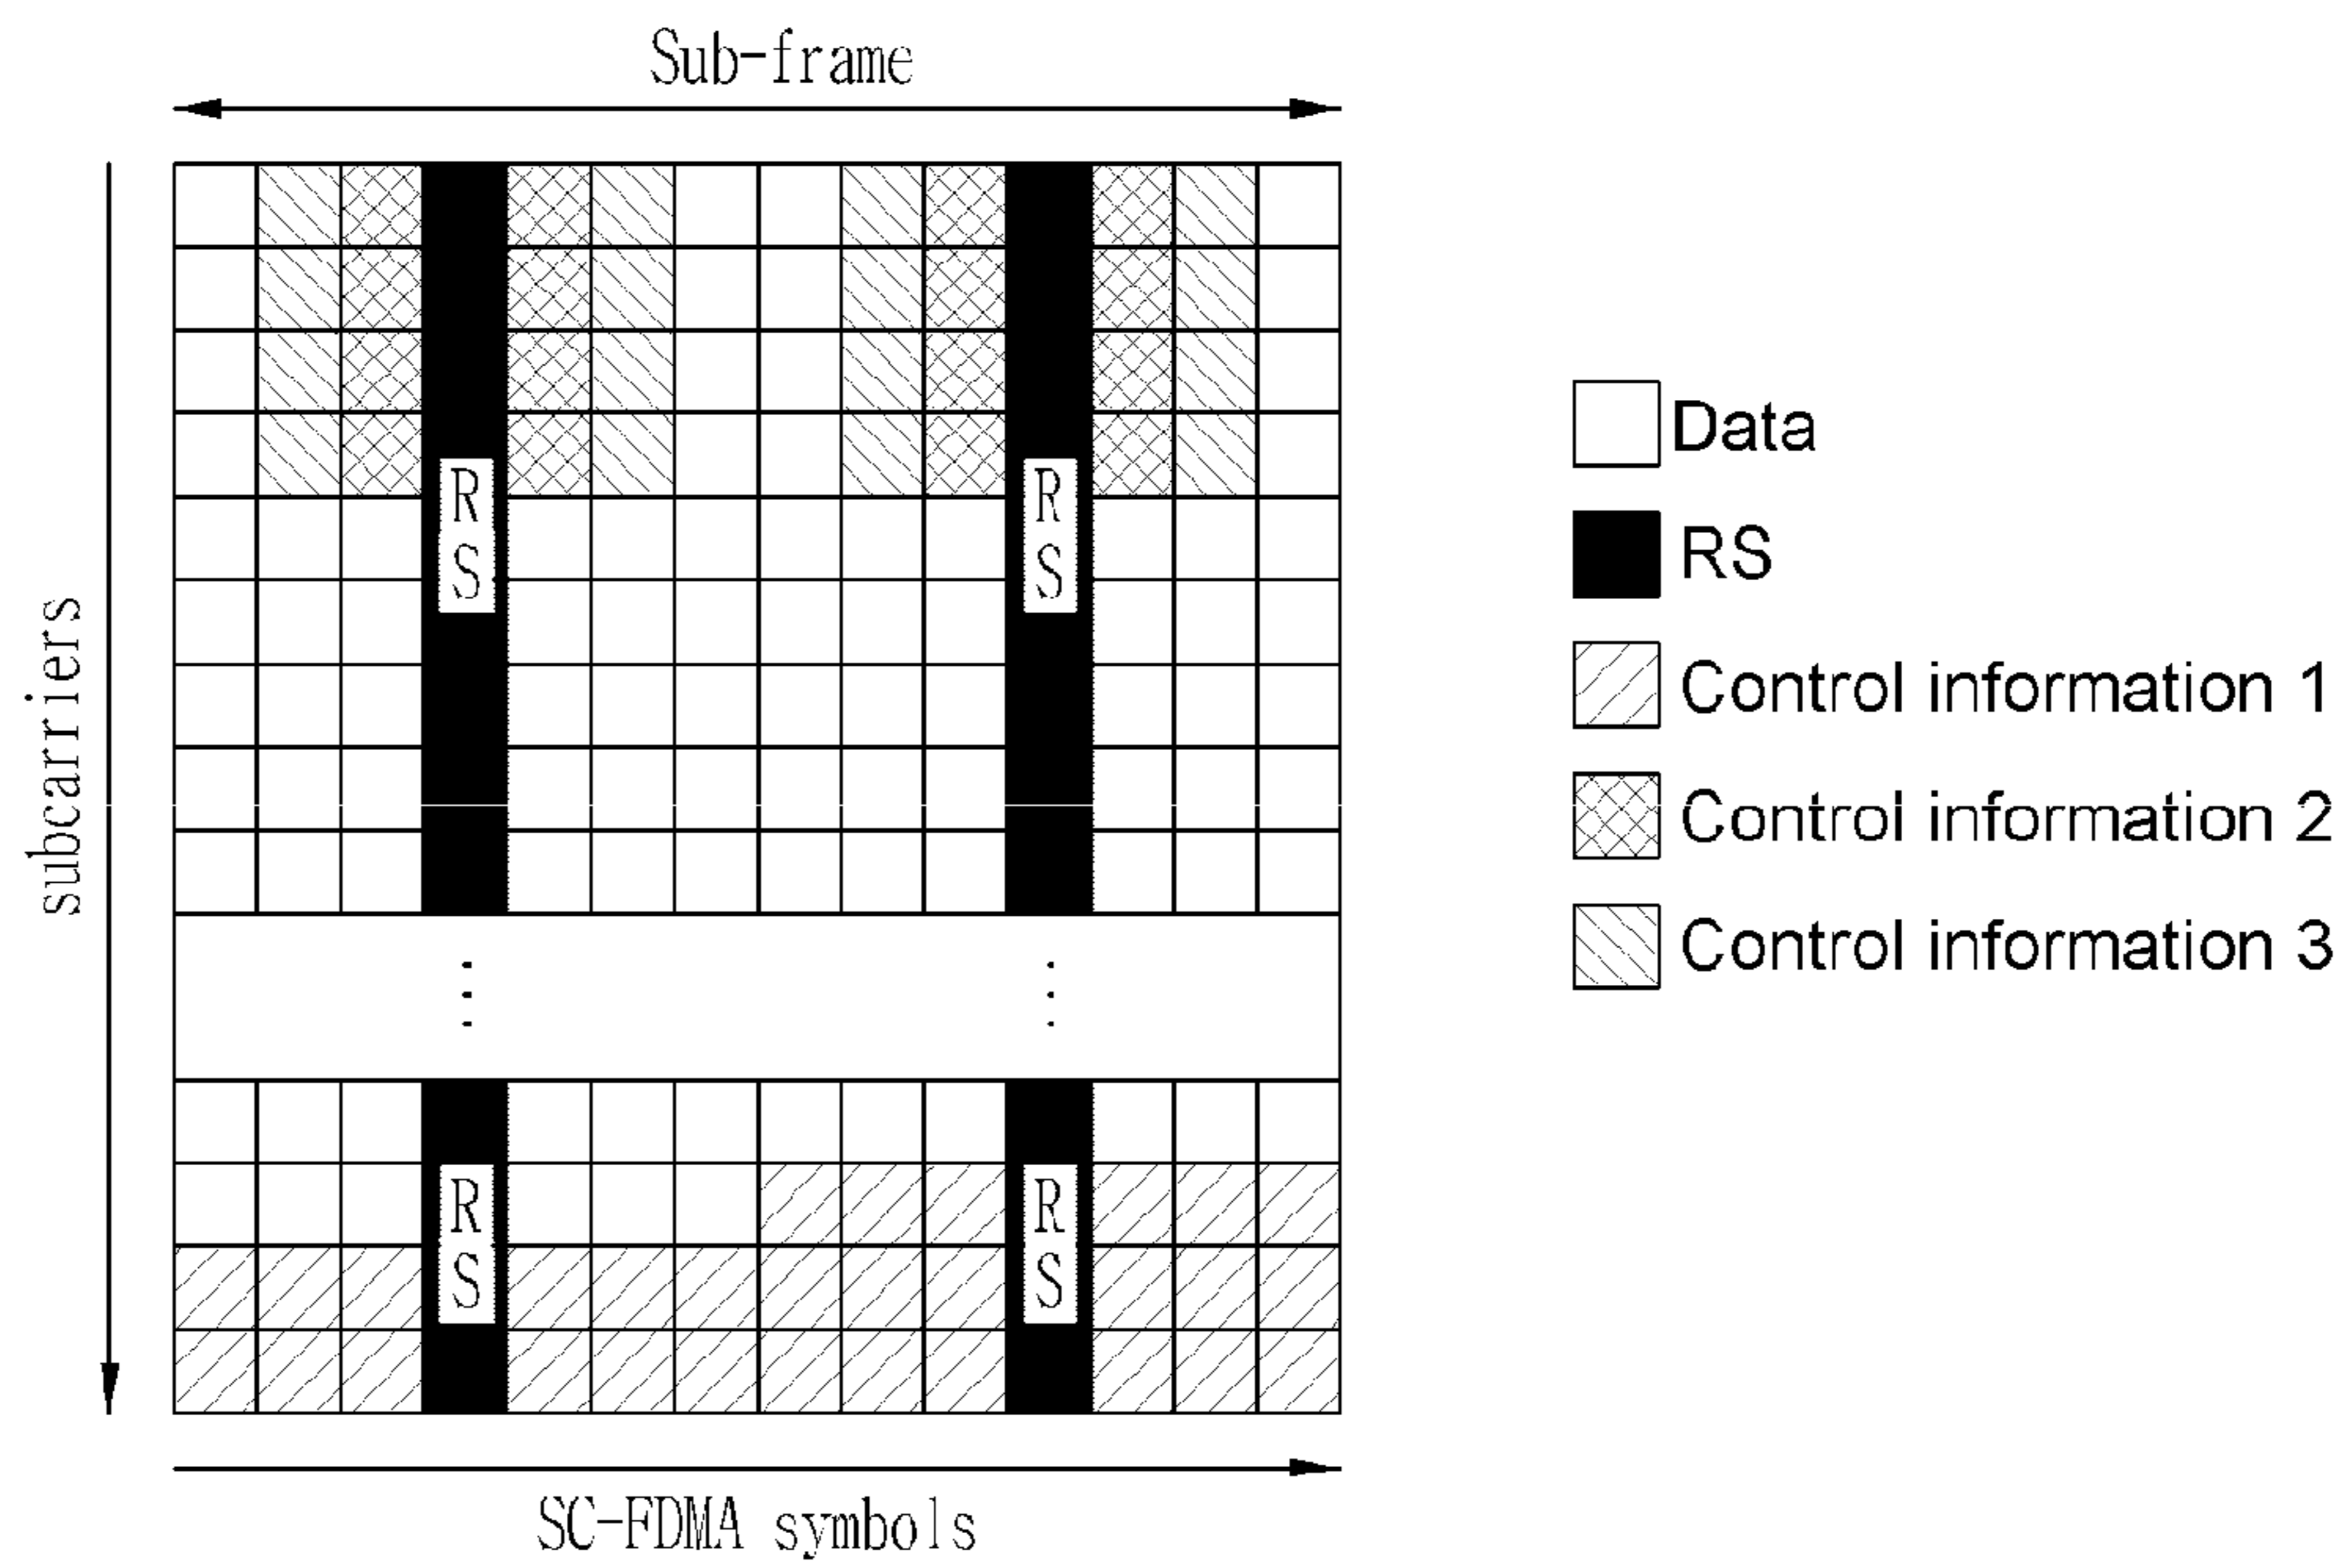 Sub-frame
subcarriers
RS
RS
RS
RS
SC-FDMA symbols
Data
RS
Control information 1
Control information 2
Control information 3